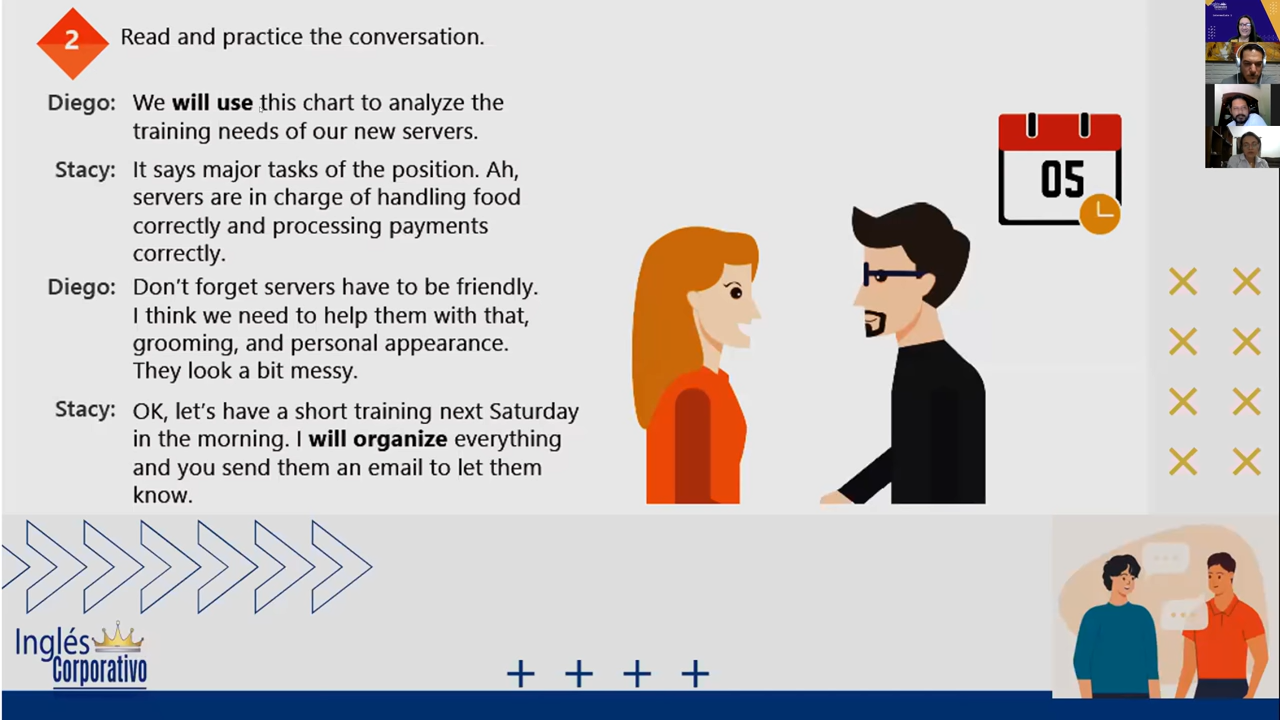 2 Read and practice the conversation.
Diego: We will use this chart to analyze the
training needs of our new servers.
Stacy: It says major tasks of the position. Ah,
servers are in charge of handling food
correctly and processing payments
correctly.
Diego: Don't forget servers have to be friendly.
I think we need to help them with that,
grooming, and personal appearance.
They look a bit messy.
Stacy: OK, let's have a short training next Saturday
in the morning. I will organize everything
and you send them an email to let them
know.
05
Inglés
Corporativo